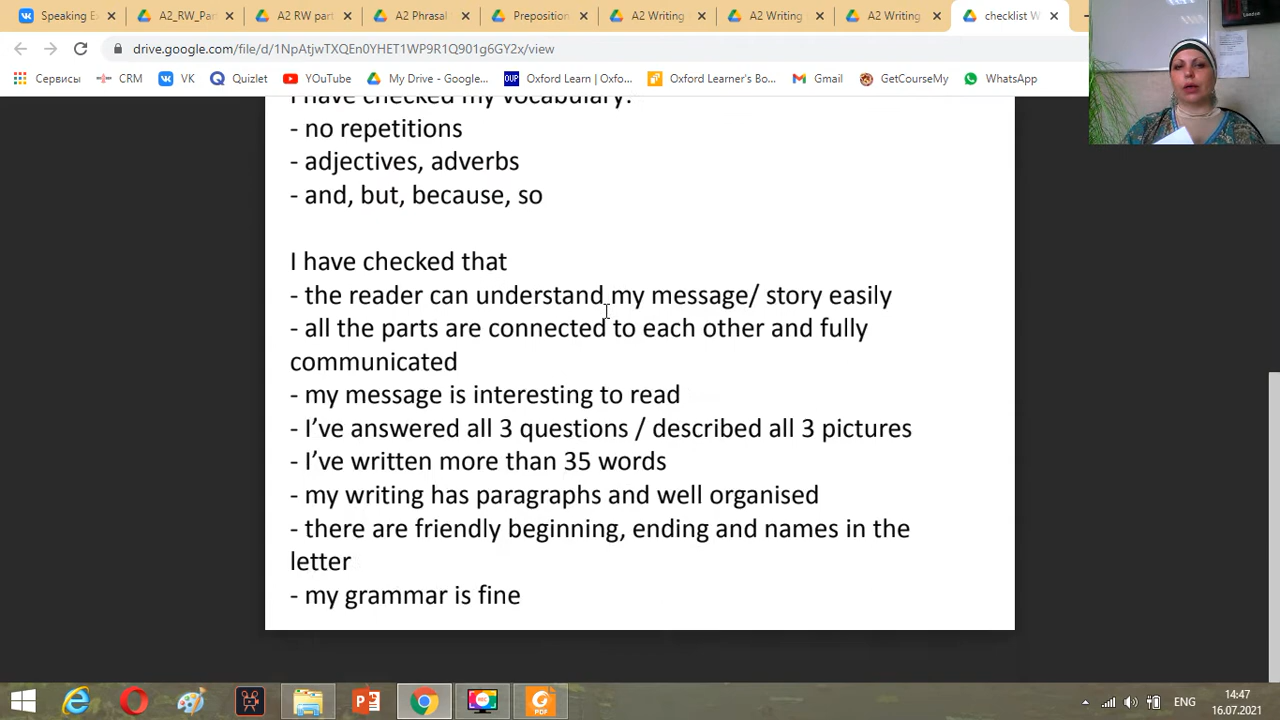 Speaking E
A2_RW_Par
A2 RW part
A2 Phrasal
Preposition
A2 Writing
A2 Writing
A2 Writing
checklist W
drive.google.com/file/d/1NpAtjwTXQEn0YHET1WP9R1Q901g6GY2x/view
Сервисы
CRM
VK
Quizlet
YOUtube
My Drive - Google...
OUP
Oxford Learn | Oxfo...
Oxford Learner's Bo...
Gmail
GetCourseMy
WhatsApp
I have checked my vocabulary:
- no repetitions
- adjectives, adverbs
- and, but, because, so
I have checked that
- the reader can understand my message/ story easily
- all the parts are connected to each other and fully
communicated
- my message is interesting to read
- I’ve answered all 3 questions / described all 3 pictures
- I’ve written more than 35 words
- my writing has paragraphs and well organised
- there are friendly beginning, ending and names in the
letter
- my grammar is fine
PDF
ENG
14:47
16.07.2021